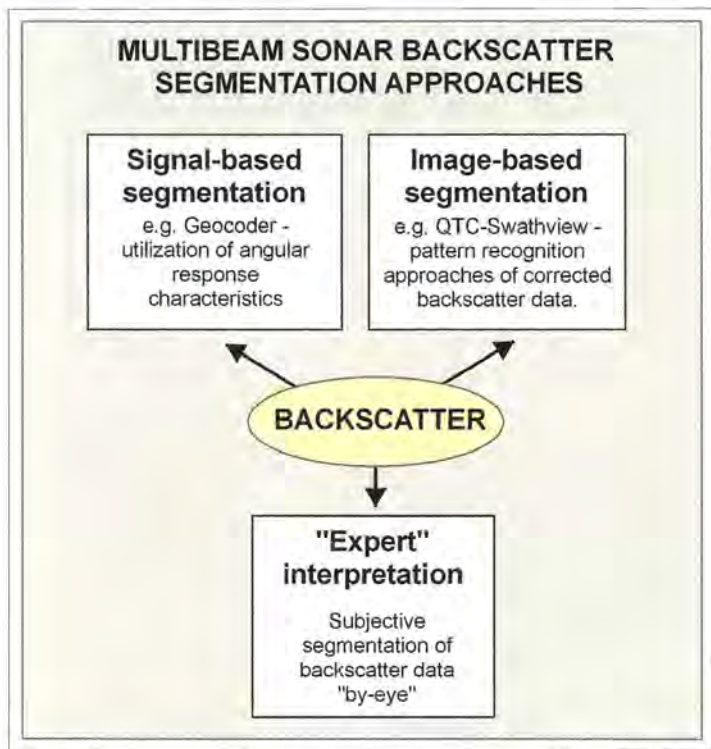 MULTIBEAM SONAR BACKSCATTER
SEGMENTATION APPROACHES
Signal-based
segmentation
e.g. Geocoder -
utilization of angular
response
characteristics
Image-based
segmentation
e.g. QTC-Swathview -
pattern recognition
approaches of corrected
backscatter data.
BACKSCATTER
"Expert"
interpretation
Subjective
segmentation of
backscatter data
"by-eye"